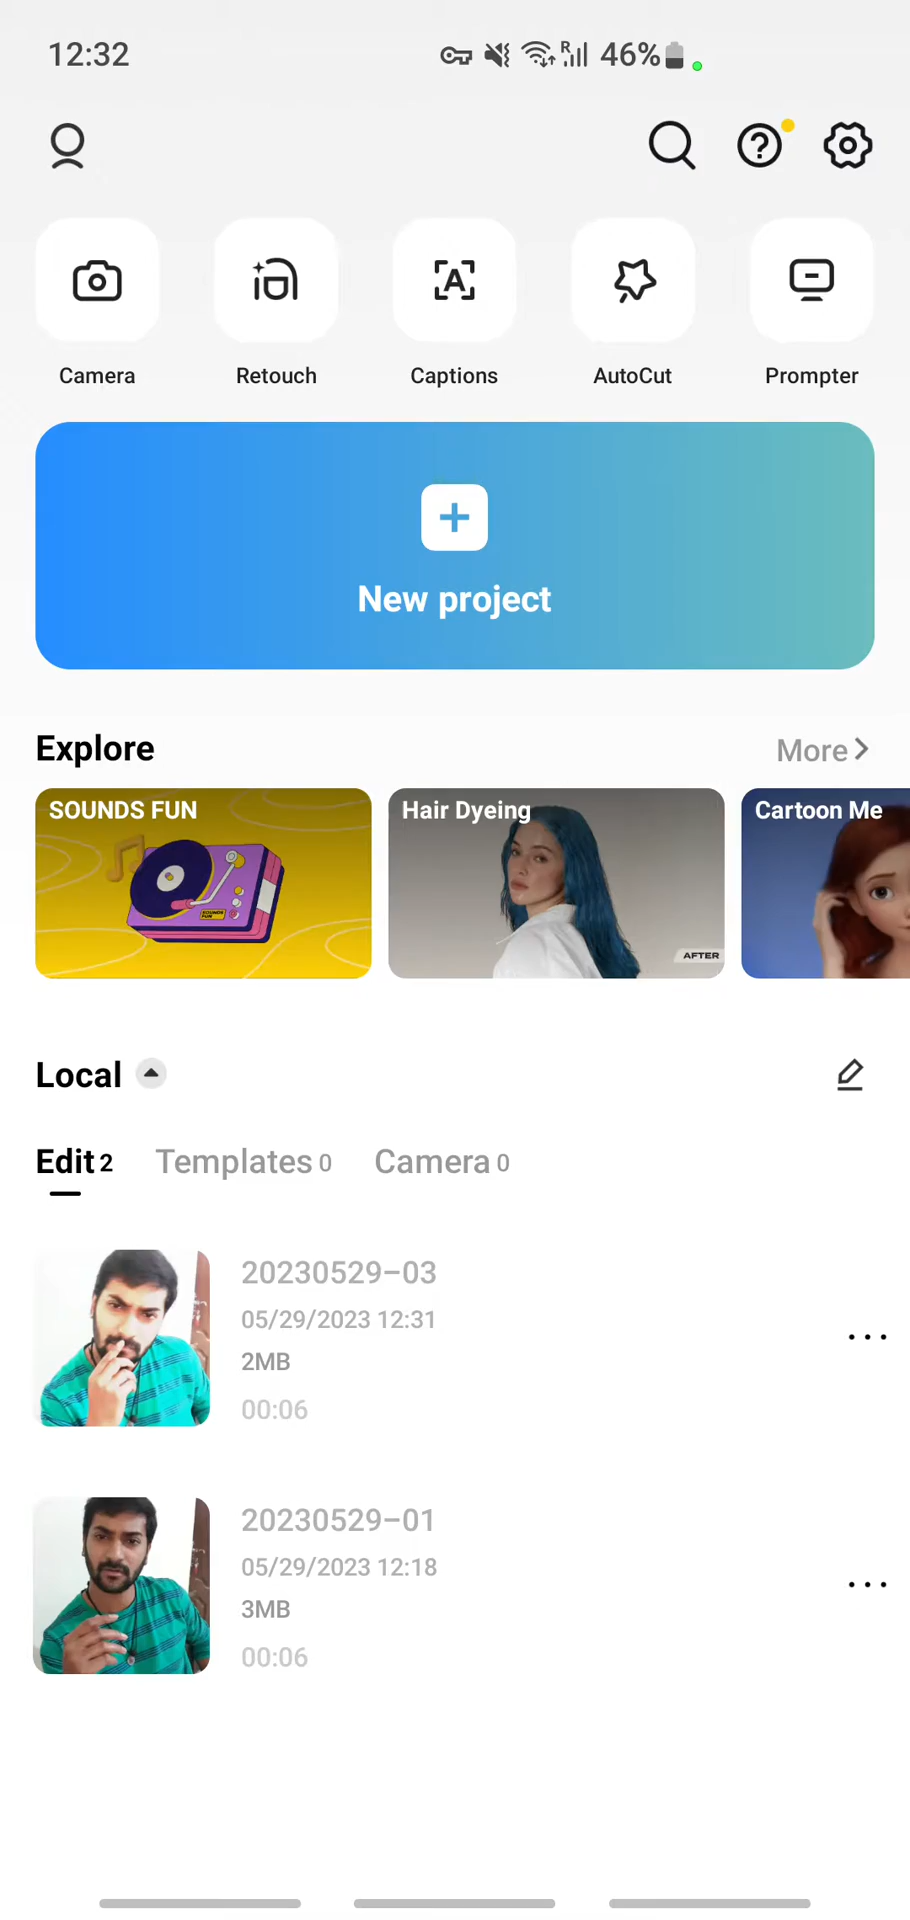 12:32
R 46%
Camera
Retouch
Captions
AutoCut
Prompter
New project
Explore
More
SOUNDS FUN
SOUNDS FUN
Hair Dyeing
AFTER
Cartoon Me
Local
Edit 2
Templates 0
Camera 0
20230529-03
05/29/2023 12:31
2MB
00:06
20230529-01
05/29/2023 12:18
3MB
00:06